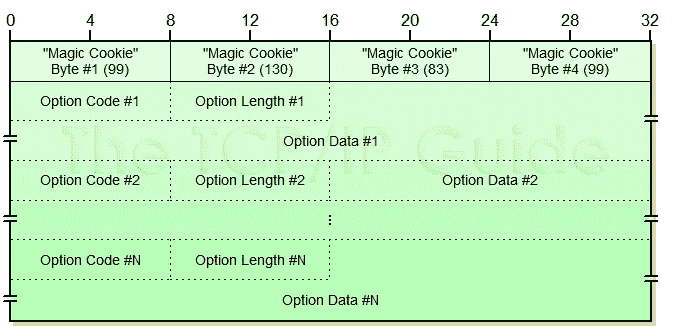 0 4 8 12 16 20 24 28 32
"Magic Cookie" "Magic Cookie" "Magic Cookie" "Magic Cookie"
Byte #1 (99) Byte #2 (130) Byte #3 (83) Byte #4 (99)
Option Code #1 Option Length #1
The TCP/IP Guide
Option Data #1
Option Code #2 Option Length #2 Option Data #2
Option Code #N Option Length #N
Option Data #N